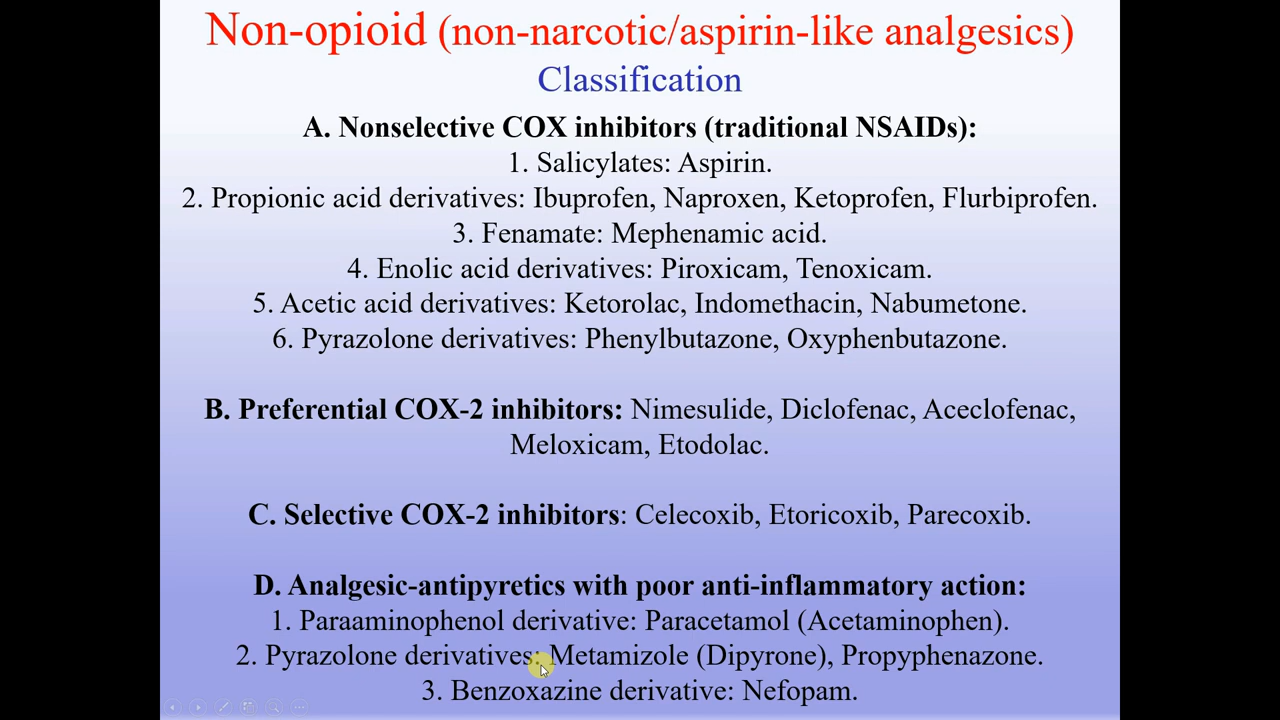 Non-opioid (non-narcotic/aspirin-like analgesics)
Classification
A. Nonselective COX inhibitors (traditional NSAIDs):
1. Salicylates: Aspirin.
2. Propionic acid derivatives: Ibuprofen, Naproxen, Ketoprofen, Flurbiprofen.
3. Fenamate: Mephenamic acid.
4. Enolic acid derivatives: Piroxicam, Tenoxicam.
5. Acetic acid derivatives: Ketorolac, Indomethacin, Nabumetone.
6. Pyrazolone derivatives: Phenylbutazone, Oxyphenbutazone.
B. Preferential COX-2 inhibitors: Nimesulide, Diclofenac, Aceclofenac,
Meloxicam, Etodolac.
C. Selective COX-2 inhibitors: Celecoxib, Etoricoxib, Parecoxib.
D. Analgesic-antipyretics with poor anti-inflammatory action:
1. Paraaminophenol derivative: Paracetamol (Acetaminophen).
2. Pyrazolone derivatives: Metamizole (Dipyrone), Propyphenazone.
3. Benzoxazine derivative: Nefopam.